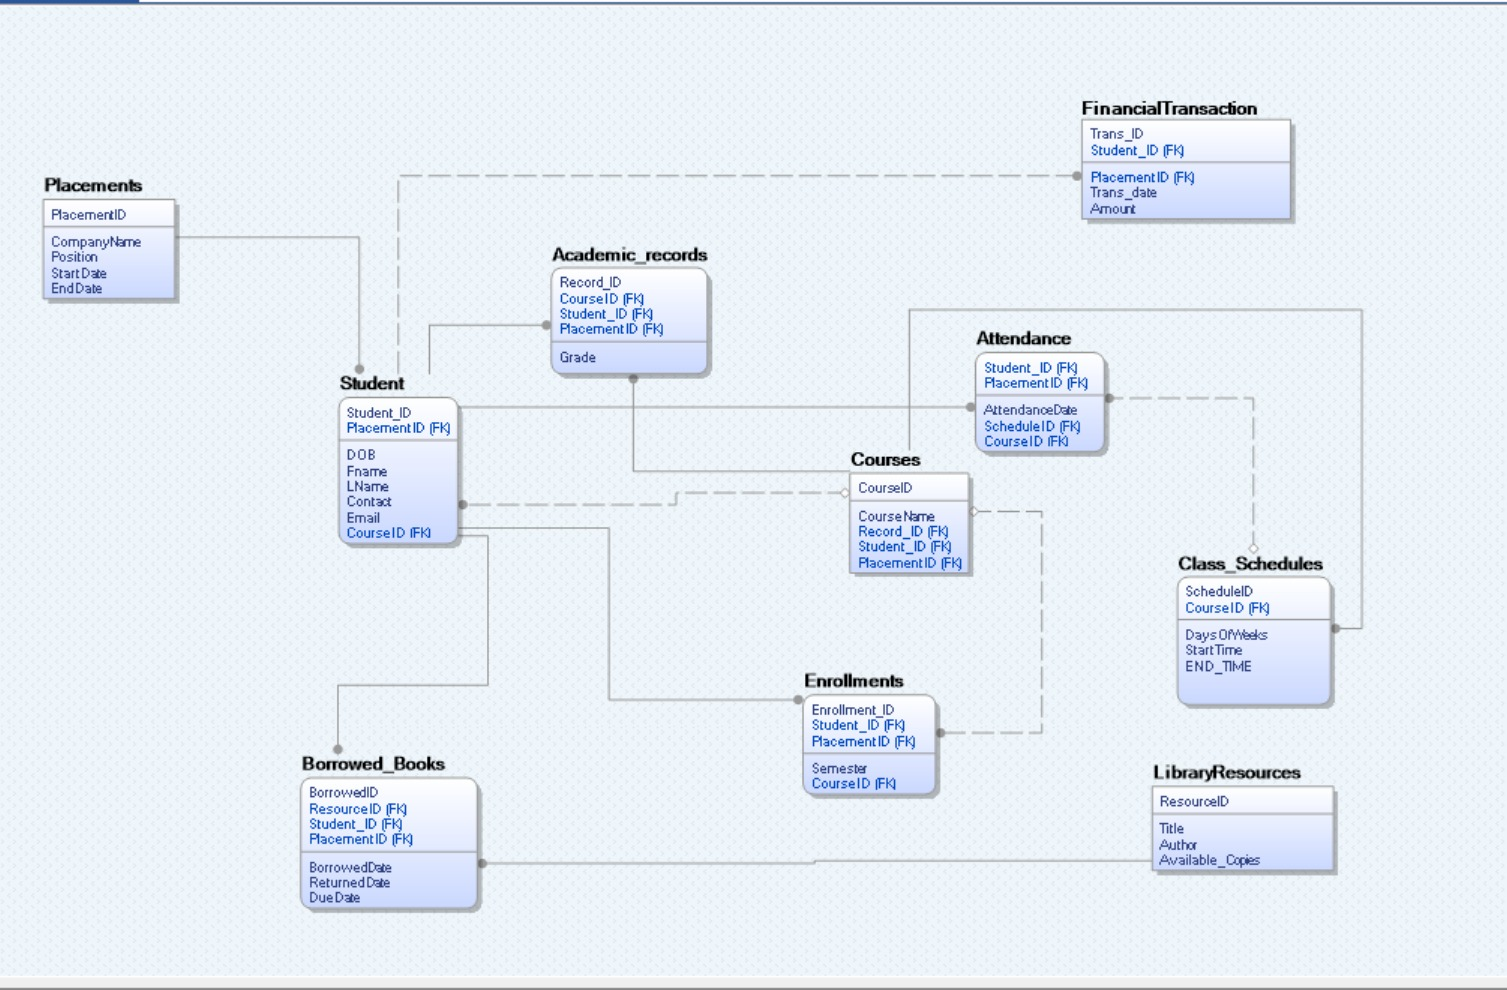 FinancialTransaction
Trans_ID
Student_ID (FK)
PlacementID (FK)
Trans_date
Amount
Placements
PlacementID
CompanyName
Position
StartDate
EndDate
Academic_records
Record_ID
CourseID (FK)
Student_ID (FK)
PlacementID (FK)
Grade
Attendance
Student_ID (FK)
PlacementID (FK)
AttendanceDate
ScheduleID (FK)
CourseID (FK)
Student
Student_ID
PlacementID (FK)
DOB
Fname
LName
Contact
Email
CourseID (FK)
Courses
CourseID
CourseName
Record_ID (FK)
Student_ID (FK)
PlacementID (FK)
Class_Schedules
ScheduleID
CourseID (FK)
DaysOfWeeks
StartTime
END_TIME
Enrollments
Enrollment_ID
Student_ID (FK)
PlacementID (FK)
Semester
CourseID (FK)
Borrowed_Books
BorrowedID
ResourceID (FK)
Student_ID (FK)
PlacementID (FK)
BorrowedDate
ReturnedDate
DueDate
LibraryResources
ResourceID
Title
Author
Available_Copies